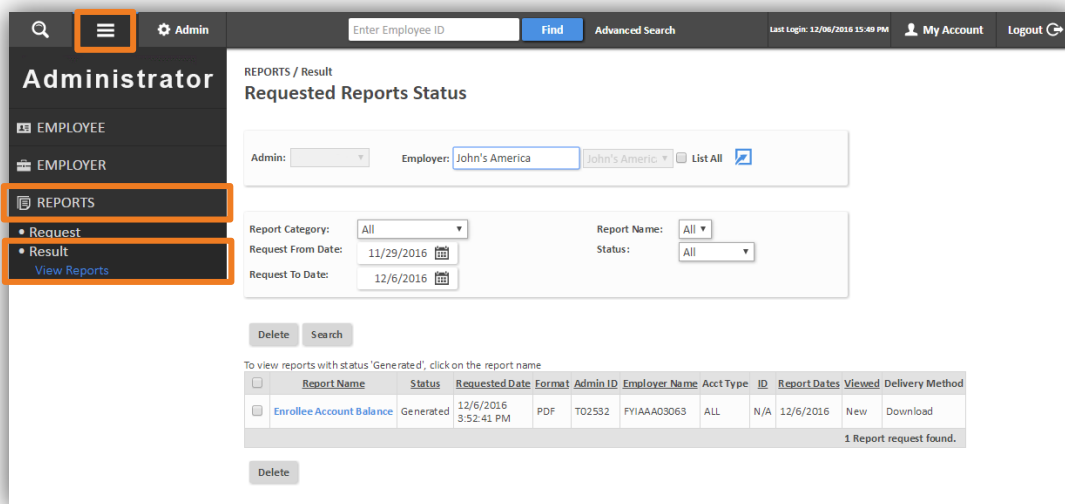 Admin Enter Employee ID Find Advanced Search Last Login: 12/06/2016 15:49 PM My Account Logout
Administrator
EMPLOYEE
EMPLOYER
REPORTS
• Request
• Result
View Reports
REPORTS / Result
Requested Reports Status
Admin: Employer: John's America John's Americ List All
Report Category: All Report Name: All
Request From Date: 11/29/2016 Status: All
Request To Date: 12/6/2016
Delete Search
To view reports with status 'Generated', click on the report name
Report Name Status Requested Date Format Admin ID Employer Name Acct Type ID Report Dates Viewed Delivery Method
Enrollee Account Balance Generated 12/6/2016 3:52:41 PM PDF T02532 FYIAAA03063 ALL N/A 12/6/2016 New Download
1 Report request found.
Delete